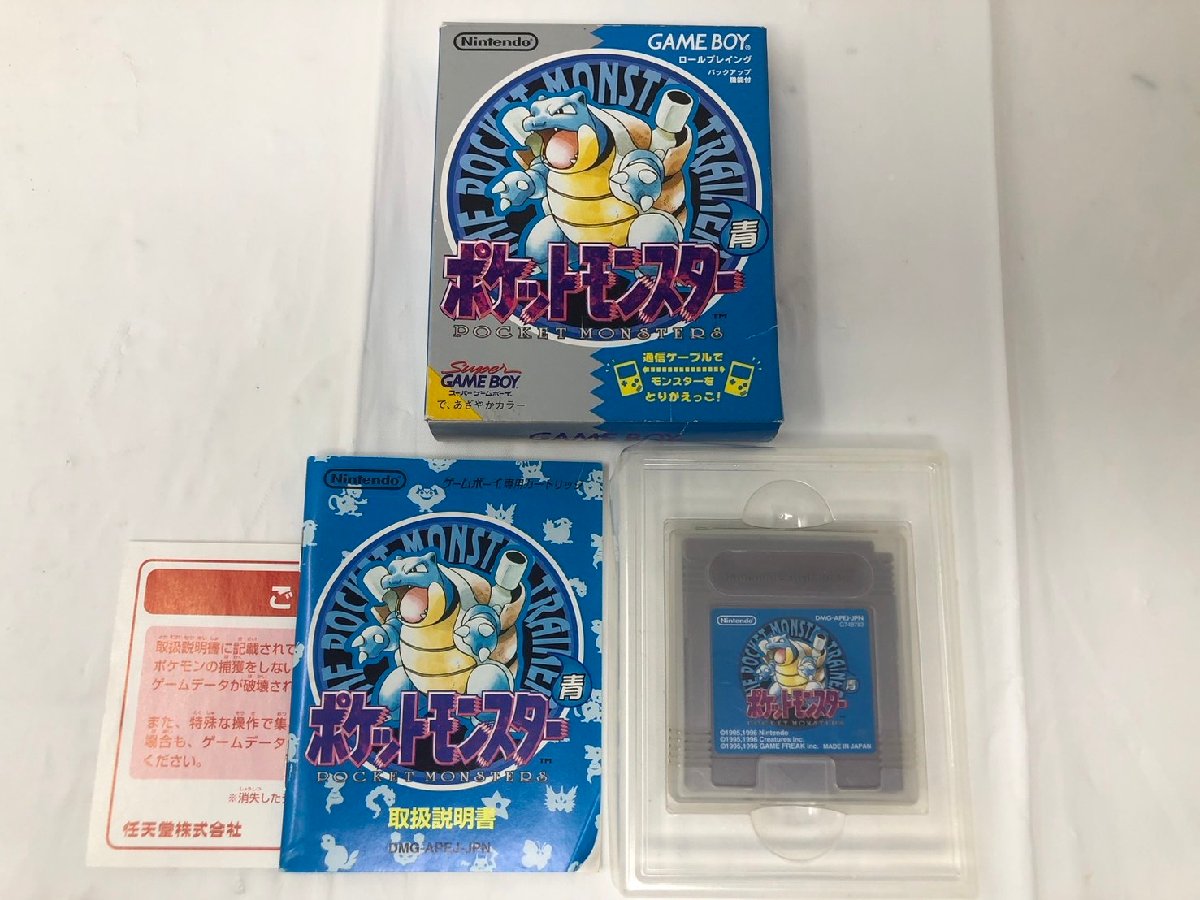 Nintendo
GAME BOY
ロールプレイング
バックアップ
機能付
THE POCKET MONSTER TRAINER
青
ポケットモンスター
TM
POCKET MONSTERS
Super
GAME BOY
スーパーゲームボーイ
で、あざやかカラー
通信ケーブルで
モンスターを
とりかえっこ!
GAME BOY
Nintendo
ゲームボーイ専用カートリッジ
THE POCKET MONSTER TRAINER
青
ポケットモンスター
TM
POCKET MONSTERS
取扱説明書
DMG-APEJ-JPN
ご
取扱説明書に記載されて
ポケモンの捕獲をしない
ゲームデータが破壊され
また、特殊な操作で集
場合も、ゲームデータ
ください。
※消失した
任天堂株式会社
Nintendo
DMG-APEJ-JPN
POCKET MONSTER TRAINER
青
ポケットモンスター
POCKET MONSTERS
©1995,1996 Nintendo
©1995,1996 Creatures inc.
©1995,1996 GAME FREAK inc. MADE IN JAPAN